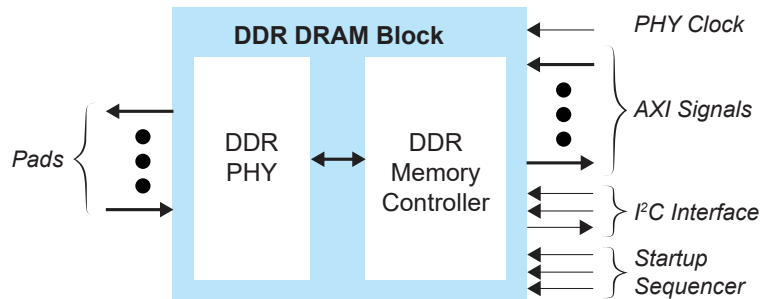 DDR DRAM Block
PHY Clock
AXI Signals
Pads
DDR
PHY
DDR
Memory
Controller
I²C Interface
Startup
Sequencer